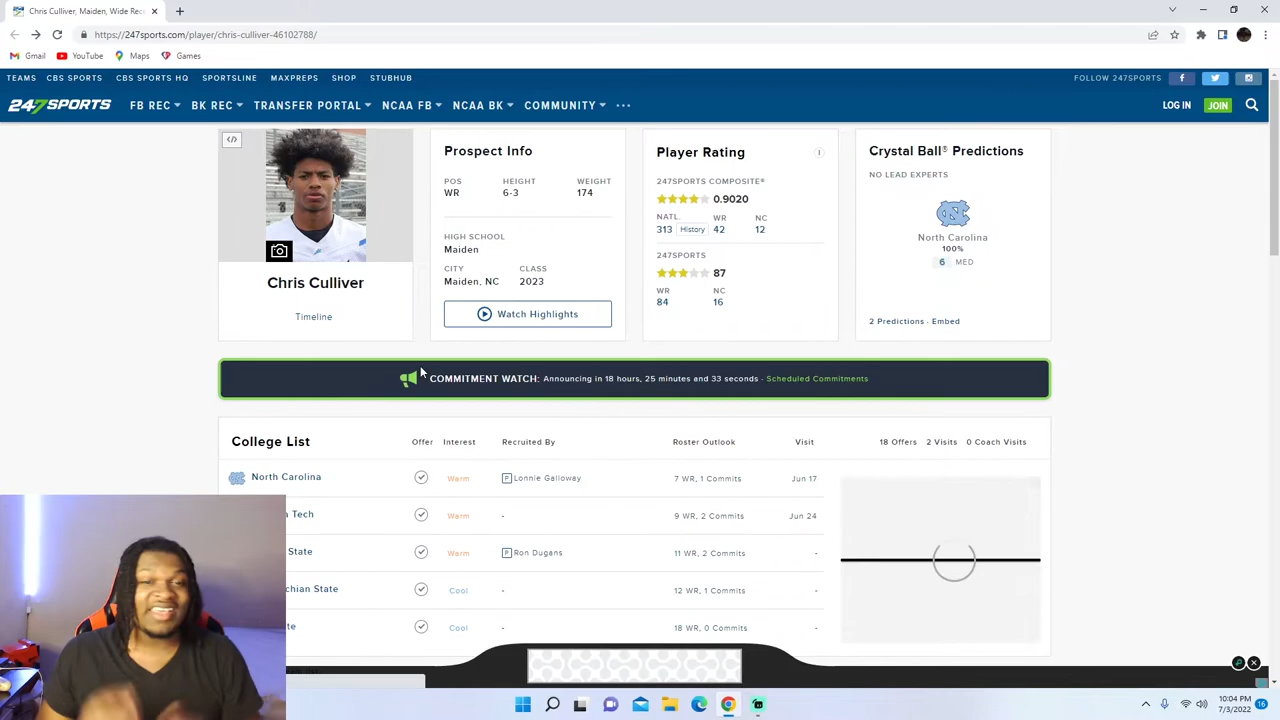 Chris Culliver, Maiden, Wide Rec
https://247sports.com/player/chris-culliver-46102788/
Gmail YouTube Maps Games
TEAMS CBS SPORTS CBS SPORTS HQ SPORTSLINE MAXPREPS SHOP STUBHUB FOLLOW 247SPORTS
247SPORTS FB REC BK REC TRANSFER PORTAL NCAA FB NCAA BK COMMUNITY LOG IN JOIN
Chris Culliver
Timeline
Prospect Info
POS HEIGHT WEIGHT
WR 6-3 174
HIGH SCHOOL
Maiden
CITY CLASS
Maiden, NC 2023
Watch Highlights
Player Rating
247SPORTS COMPOSITE®
0.9020
NATL. WR NC
313 History 42 12
247SPORTS
87
WR NC
84 16
Crystal Ball® Predictions
NO LEAD EXPERTS
North Carolina
100%
6 MED
2 Predictions · Embed
COMMITMENT WATCH: Announcing in 18 hours, 25 minutes and 33 seconds - Scheduled Commitments
College List Offer Interest Recruited By Roster Outlook Visit 18 Offers 2 Visits 0 Coach Visits
North Carolina Warm P Lonnie Galloway 7 WR, 1 Commits Jun 17
Tech Warm - 9 WR, 2 Commits Jun 24
State Warm P Ron Dugans 11 WR, 2 Commits -
chian State Cool - 12 WR, 1 Commits -
te Cool - 18 WR, 0 Commits -
10:04 PM
7/3/2022
16